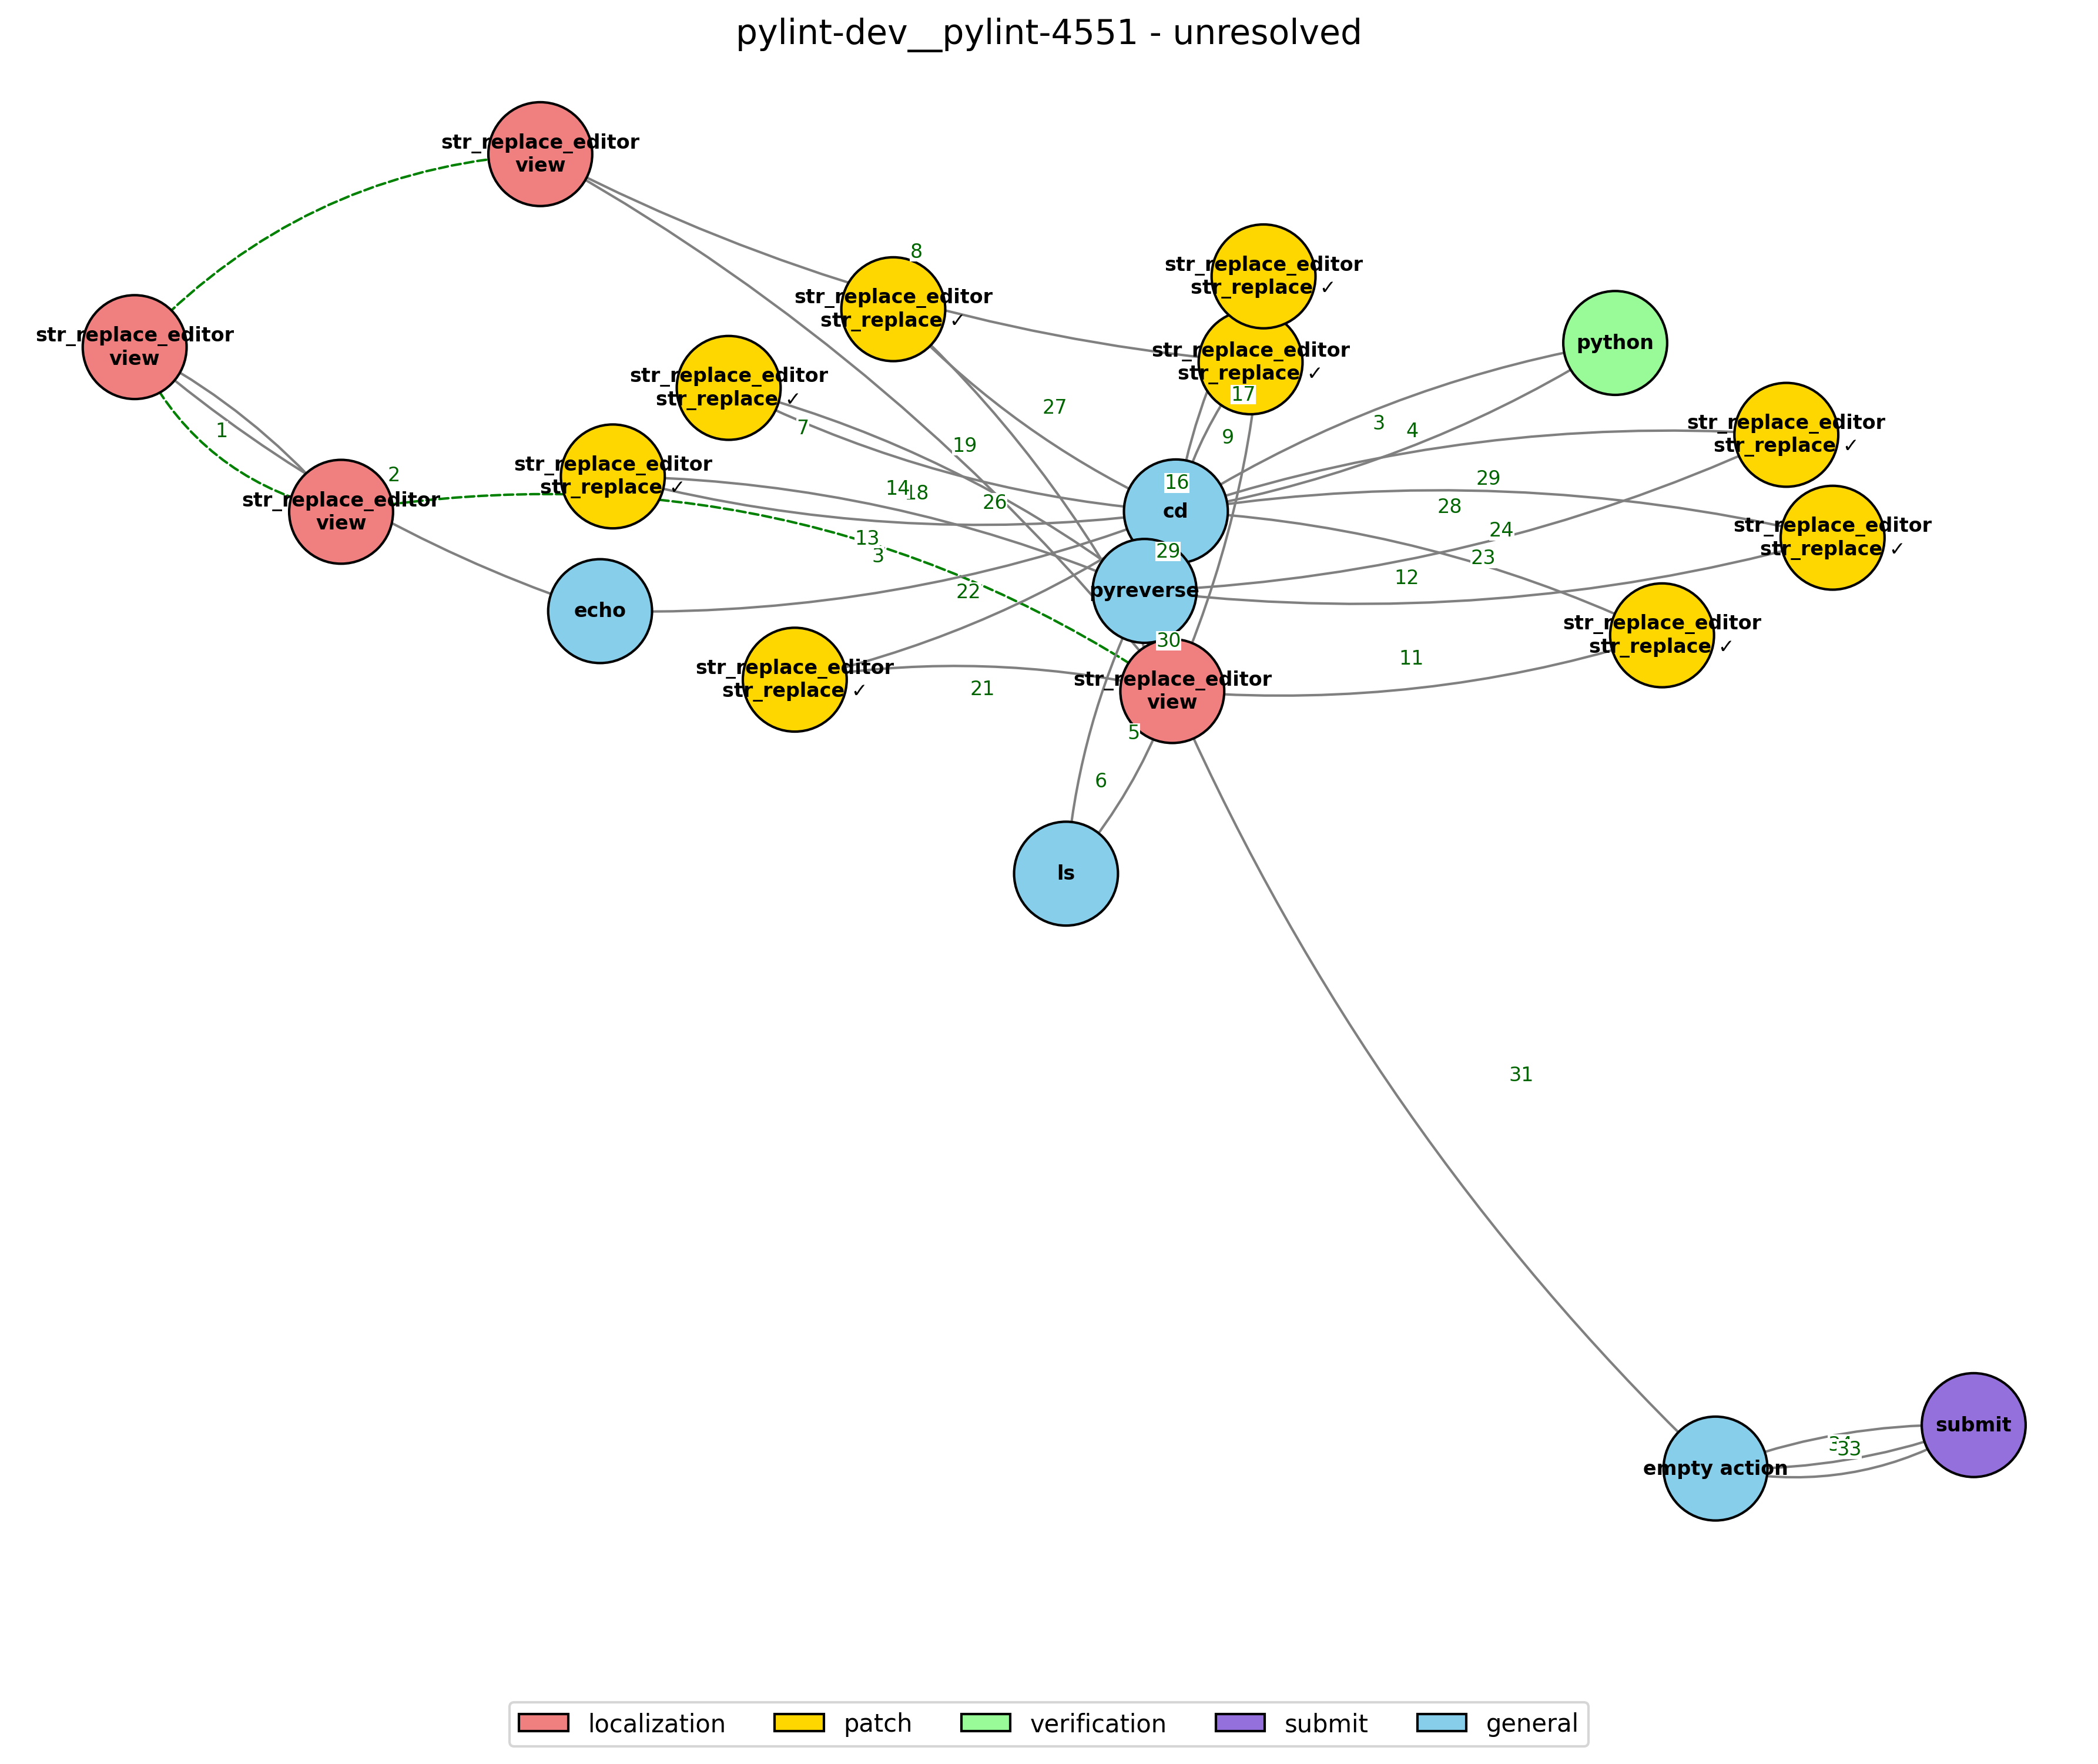 pylint-dev__pylint-4551 - unresolved
str_replace_editor
view
8
str_replace_editor
str_replace ✓
str_replace_editor
str_replace ✓
str_replace_editor
view
python
str_replace_editor
str_replace ✓
str_replace_editor
str_replace ✓
17
27
3
4
1
7
9
19
str_replace_editor
str_replace ✓
2
str_replace_editor
str_replace ✓
29
16
14
18
26
28
str_replace_editor
view
cd
24
str_replace_editor
str_replace ✓
13
3
29
23
12
22
pyreverse
echo
30
str_replace_editor
str_replace ✓
11
str_replace_editor
str_replace ✓
21
str_replace_editor
view
5
6
ls
31
submit
33
empty action
localization
patch
verification
submit
general